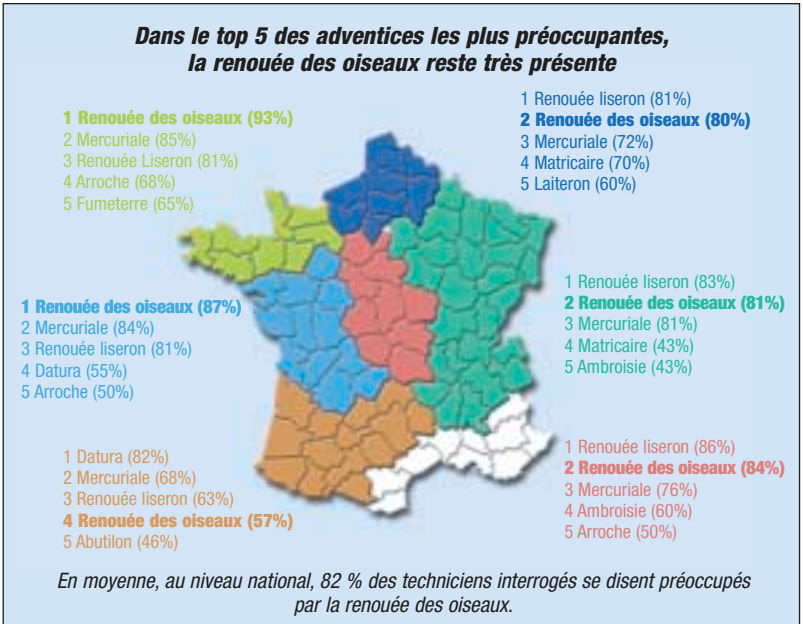 Dans le top 5 des adventices les plus préoccupantes,
la renouée des oiseaux reste très présente
1 Renouée des oiseaux (93%)
2 Mercuriale (85%)
3 Renouée Liseron (81%)
4 Arroche (68%)
5 Fumeterre (65%)
1 Renouée liseron (81%)
2 Renouée des oiseaux (80%)
3 Mercuriale (72%)
4 Matricaire (70%)
5 Laiteron (60%)
1 Renouée des oiseaux (87%)
2 Mercuriale (84%)
3 Renouée liseron (81%)
4 Datura (55%)
5 Arroche (50%)
1 Renouée liseron (83%)
2 Renouée des oiseaux (81%)
3 Mercuriale (81%)
4 Matricaire (43%)
5 Ambroisie (43%)
1 Datura (82%)
2 Mercuriale (68%)
3 Renouée liseron (63%)
4 Renouée des oiseaux (57%)
5 Abutilon (46%)
1 Renouée liseron (86%)
2 Renouée des oiseaux (84%)
3 Mercuriale (76%)
4 Ambroisie (60%)
5 Arroche (50%)
En moyenne, au niveau national, 82 % des techniciens interrogés se disent préoccupés
par la renouée des oiseaux.